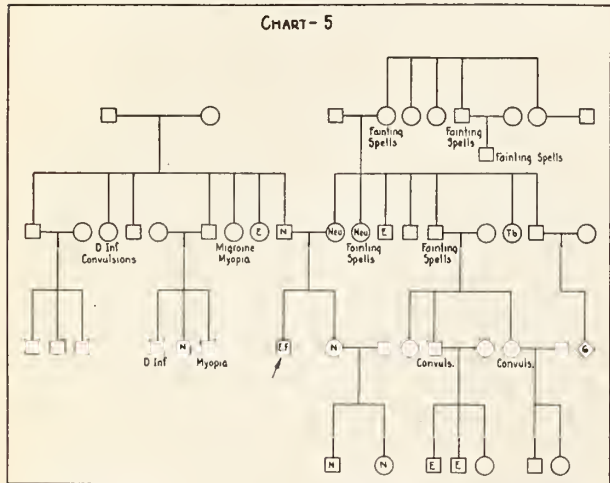 CHART - 5
Fainting Spells
Fainting Spells
Fainting Spells
E N Neu Neu E Tb
D Inf Convulsions
Migraine Myopia
Fainting Spells
Fainting Spells
N
E.F
N
G
D Inf
Myopia
Convuls.
Convuls.
N N E E